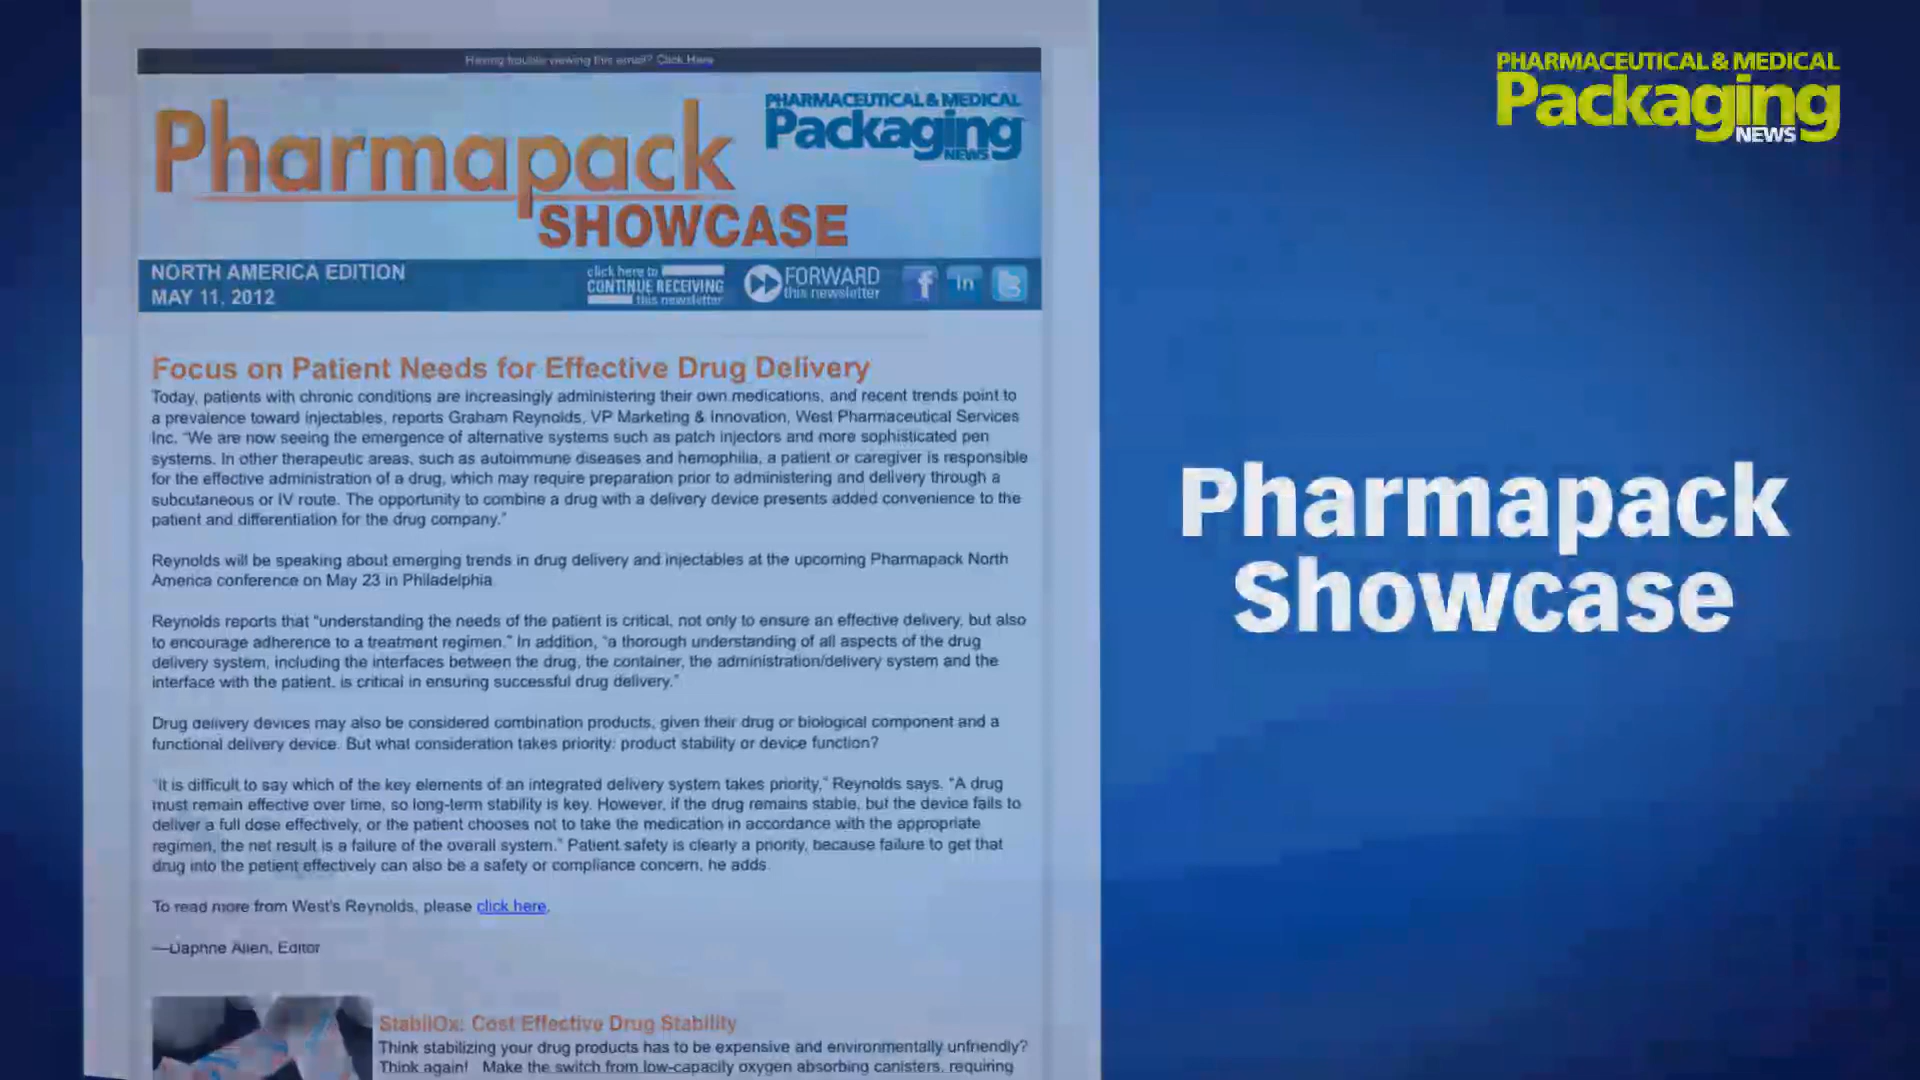 Having trouble viewing this email? Click Here
Pharmapack
SHOWCASE
PHARMACEUTICAL & MEDICAL
Packaging
NEWS
NORTH AMERICA EDITION
MAY 11, 2012
click here to
CONTINUE RECEIVING
this newsletter
FORWARD
this newsletter
f
in
t
Focus on Patient Needs for Effective Drug Delivery
Today, patients with chronic conditions are increasingly administering their own medications, and recent trends point to
a prevalence toward injectables, reports Graham Reynolds, VP Marketing & Innovation, West Pharmaceutical Services
Inc. “We are now seeing the emergence of alternative systems such as patch injectors and more sophisticated pen
systems. In other therapeutic areas, such as autoimmune diseases and hemophilia, a patient or caregiver is responsible
for the effective administration of a drug, which may require preparation prior to administering and delivery through a
subcutaneous or IV route. The opportunity to combine a drug with a delivery device presents added convenience to the
patient and differentiation for the drug company.”
Reynolds will be speaking about emerging trends in drug delivery and injectables at the upcoming Pharmapack North
America conference on May 23 in Philadelphia.
Reynolds reports that “understanding the needs of the patient is critical, not only to ensure an effective delivery, but also
to encourage adherence to a treatment regimen.” In addition, “a thorough understanding of all aspects of the drug
delivery system, including the interfaces between the drug, the container, the administration/delivery system and the
interface with the patient, is critical in ensuring successful drug delivery.”
Drug delivery devices may also be considered combination products, given their drug or biological component and a
functional delivery device. But what consideration takes priority: product stability or device function?
“It is difficult to say which of the key elements of an integrated delivery system takes priority,” Reynolds says. “A drug
must remain effective over time, so long-term stability is key. However, if the drug remains stable, but the device fails to
deliver a full dose effectively, or the patient chooses not to take the medication in accordance with the appropriate
regimen, the net result is a failure of the overall system.” Patient safety is clearly a priority, because failure to get that
drug into the patient effectively can also be a safety or compliance concern, he adds.
To read more from West's Reynolds, please click here.
—Daphne Allen, Editor
StabilOx: Cost Effective Drug Stability
Think stabilizing your drug products has to be expensive and environmentally unfriendly?
Think again! Make the switch from low-capacity oxygen absorbing canisters, requiring
PHARMACEUTICAL & MEDICAL
Packaging
NEWS
Pharmapack
Showcase